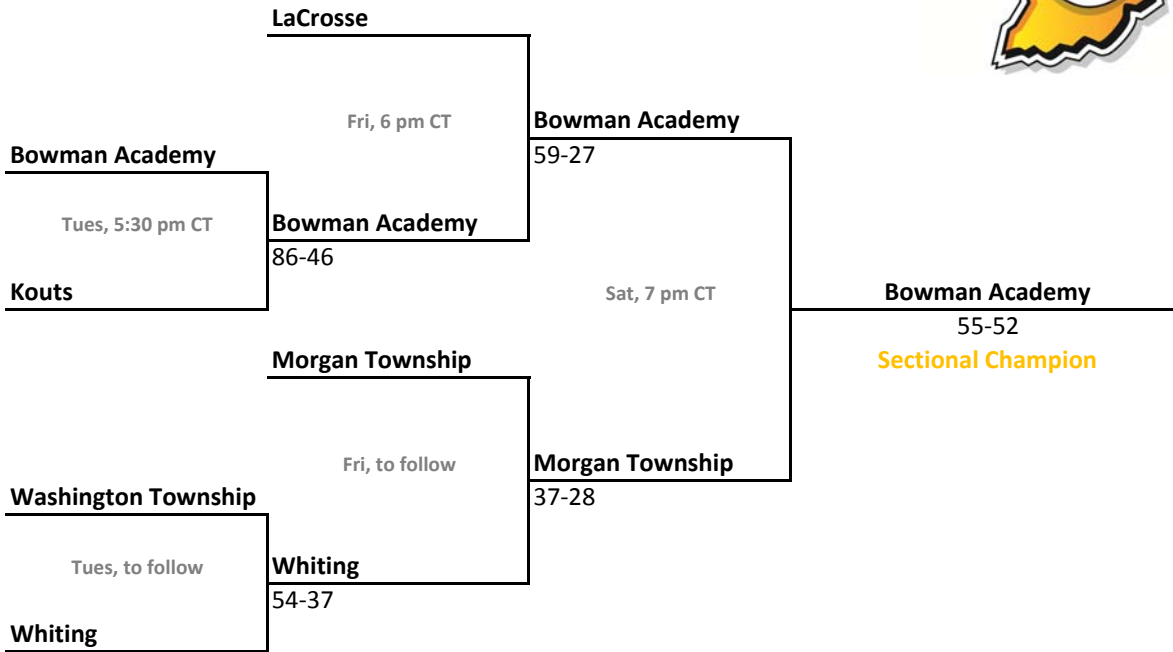 LaCrosse
Fri, 6 pm CT
Bowman Academy
Bowman Academy
59-27
Tues, 5:30 pm CT
Bowman Academy
86-46
Kouts
Sat, 7 pm CT
Bowman Academy
55-52
Sectional Champion
Morgan Township
Fri, to follow
Morgan Township
Washington Township
37-28
Tues, to follow
Whiting
54-37
Whiting